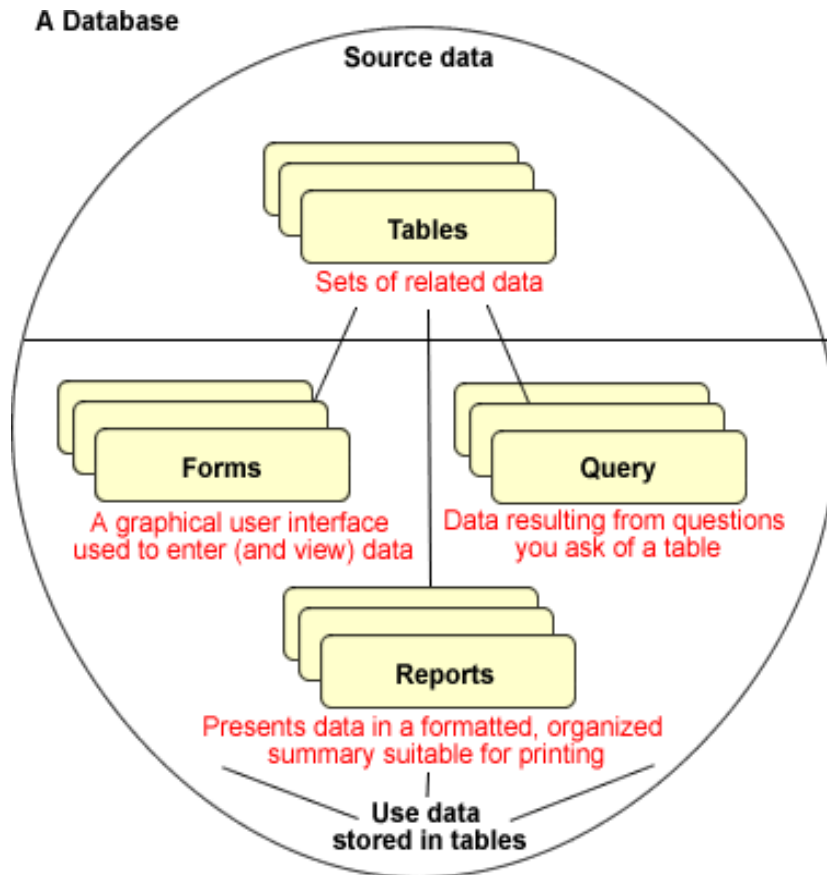 A Database
Source data
Tables
Sets of related data
Forms
A graphical user interface
used to enter (and view) data
Query
Data resulting from questions
you ask of a table
Reports
Presents data in a formatted, organized
summary suitable for printing
Use data
stored in tables